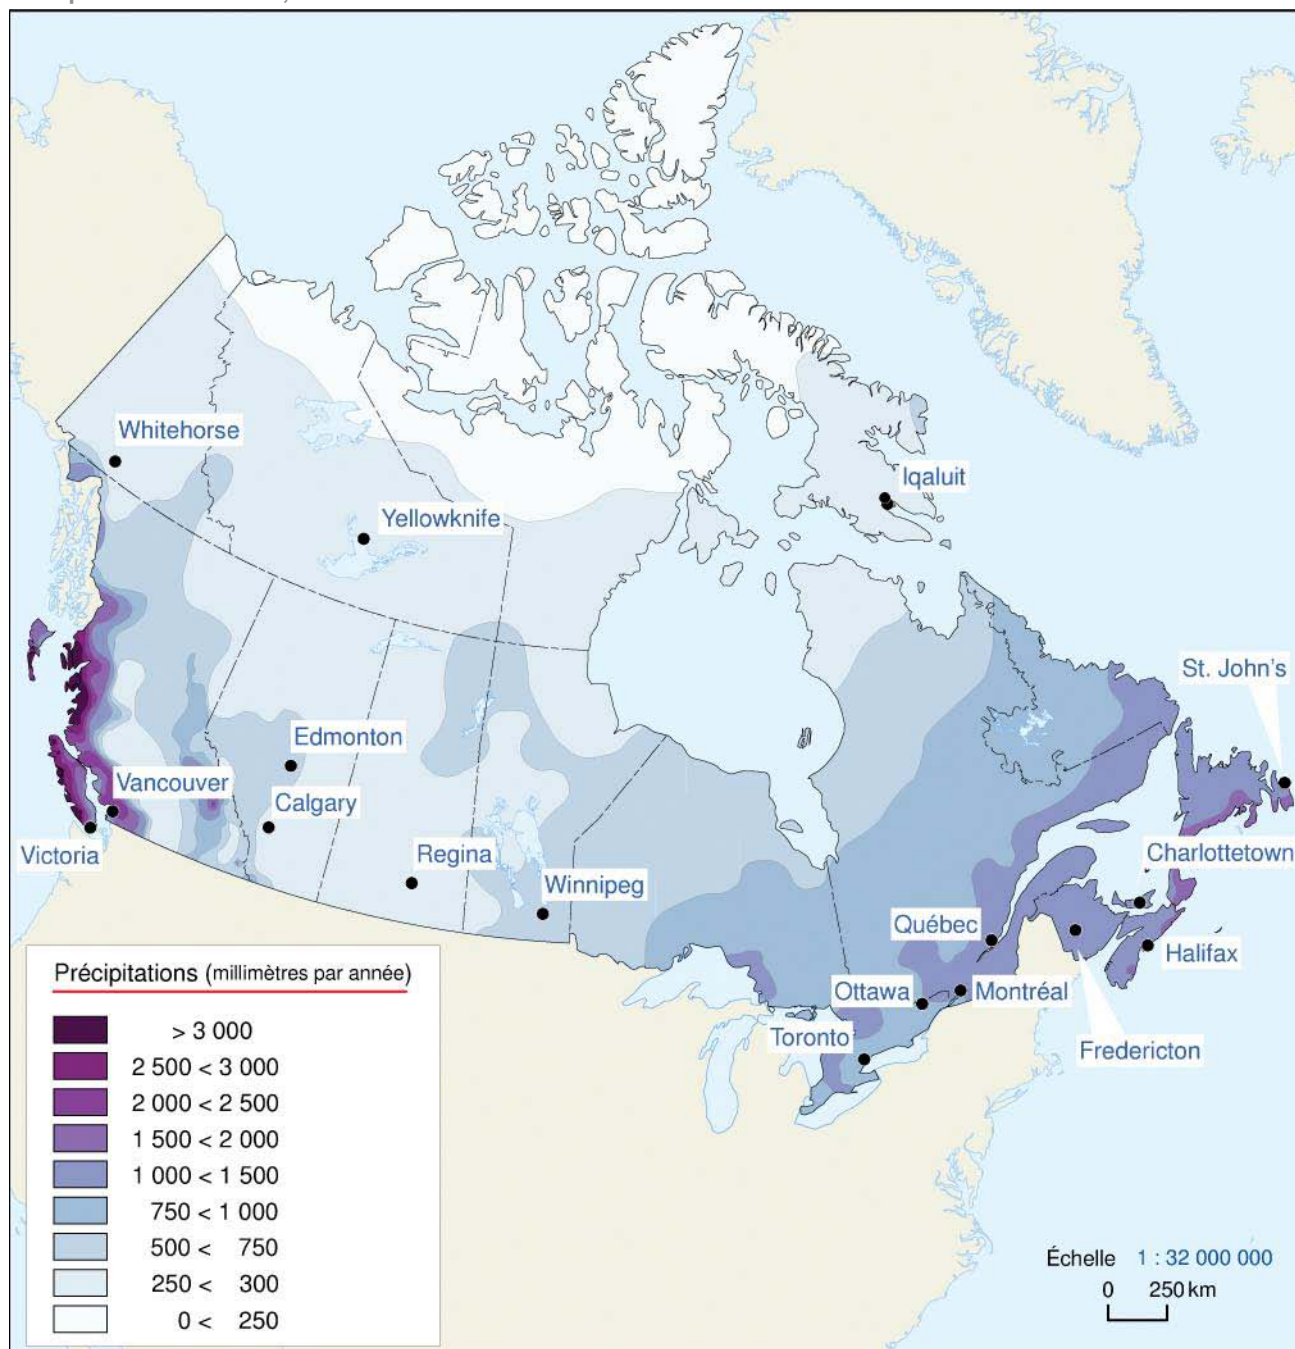 Whitehorse
Iqaluit
Yellowknife
St. John's
Edmonton
Vancouver
Calgary
Victoria
Regina
Winnipeg
Charlottetown
Québec
Halifax
Ottawa
Montréal
Toronto
Fredericton
Précipitations (millimètres par année)
> 3 000
2 500 < 3 000
2 000 < 2 500
1 500 < 2 000
1 000 < 1 500
750 < 1 000
500 < 750
250 < 300
0 < 250
Échelle 1 : 32 000 000
0 250 km